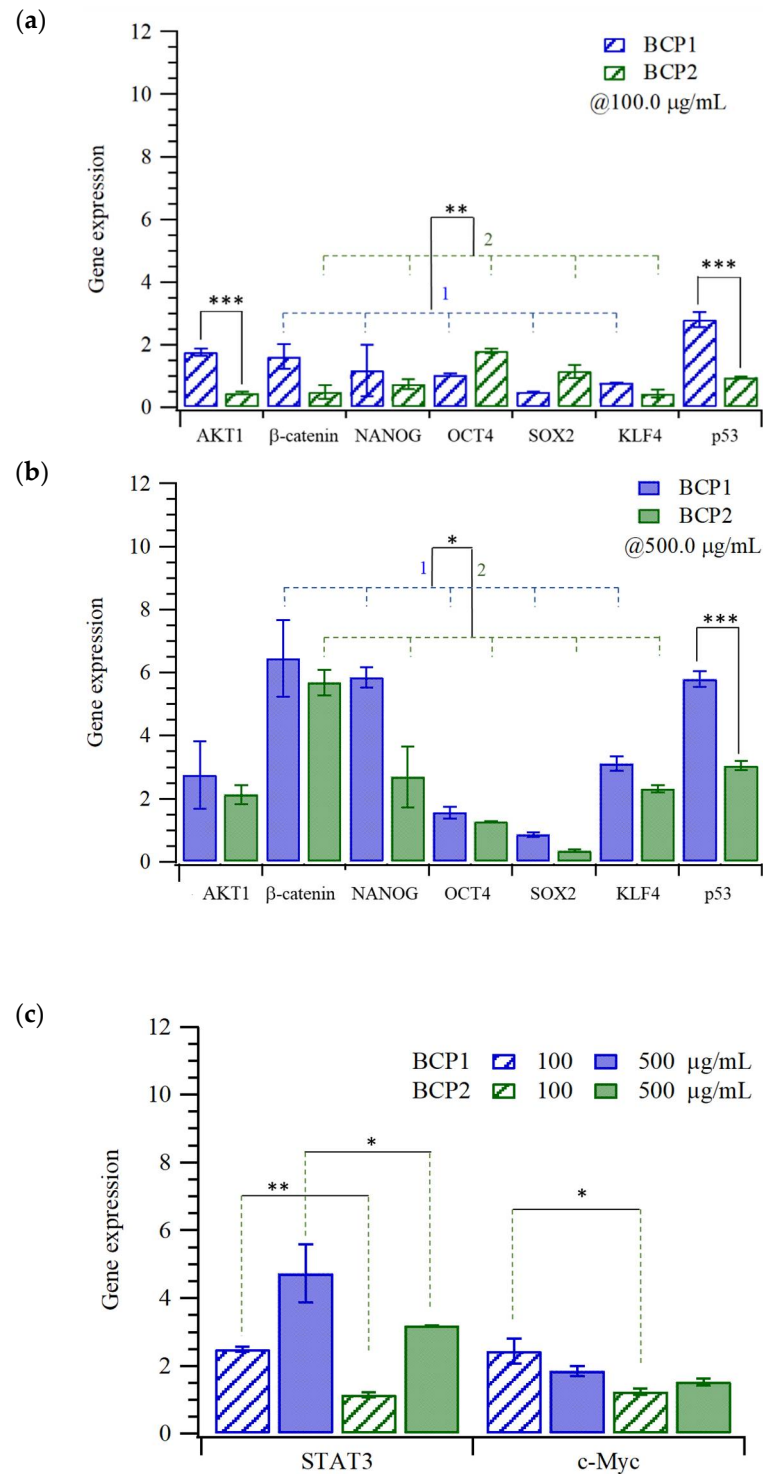 (a)
12
10
8
6
4
2
0
Gene expression
BCP1
BCP2
@100.0 µg/mL
**
2
1
***
***
AKT1 β-catenin NANOG OCT4 SOX2 KLF4 p53
(b)
12
10
8
6
4
2
0
Gene expression
BCP1
BCP2
@500.0 µg/mL
*
1 2
***
AKT1 β-catenin NANOG OCT4 SOX2 KLF4 p53
(c)
12
10
8
6
4
2
0
Gene expression
BCP1 100 500 µg/mL
BCP2 100 500 µg/mL
*
**
*
STAT3 c-Myc